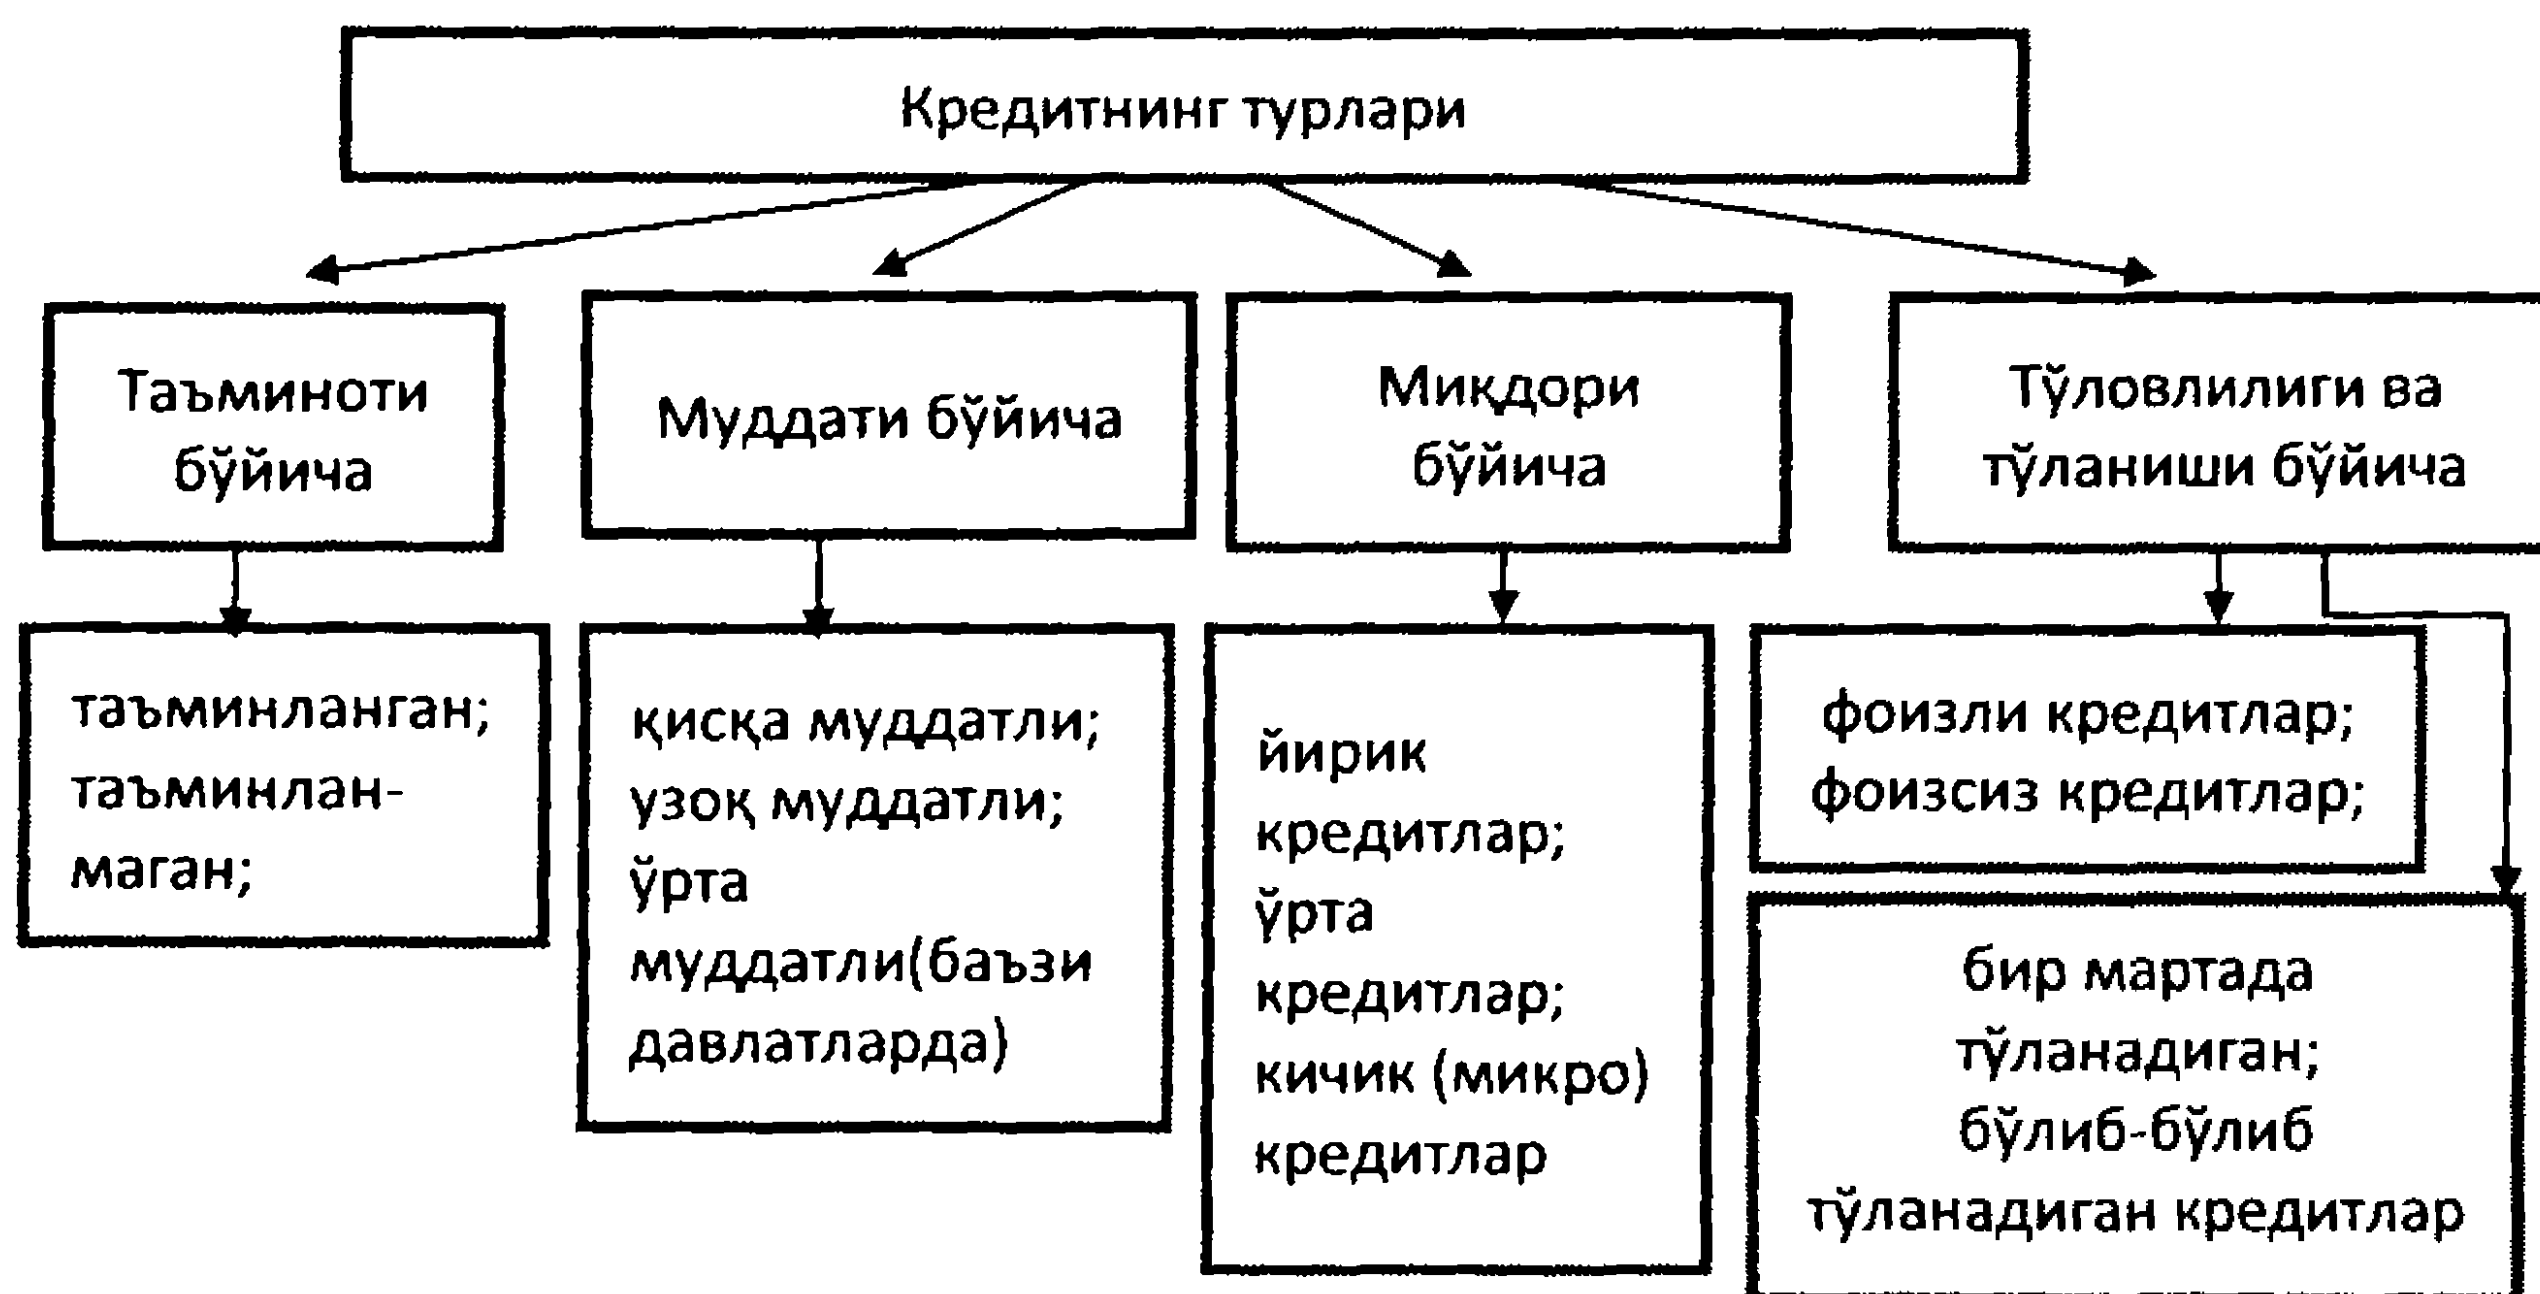 Кредитнинг турлари
Таъминоти
бўйича
Муддати бўйича
Миқдори
бўйича
Тўловлилиги ва
тўланиши бўйича
таъминланган;
таъминлан-
маган;
қисқа муддатли;
узоқ муддатли;
ўрта
муддатли(баъзи
давлатларда)
йирик
кредитлар;
ўрта
кредитлар;
кичик (микро)
кредитлар
фоизли кредитлар;
фоизсиз кредитлар;
бир мартада
тўланадиган;
бўлиб-бўлиб
тўланадиган кредитлар